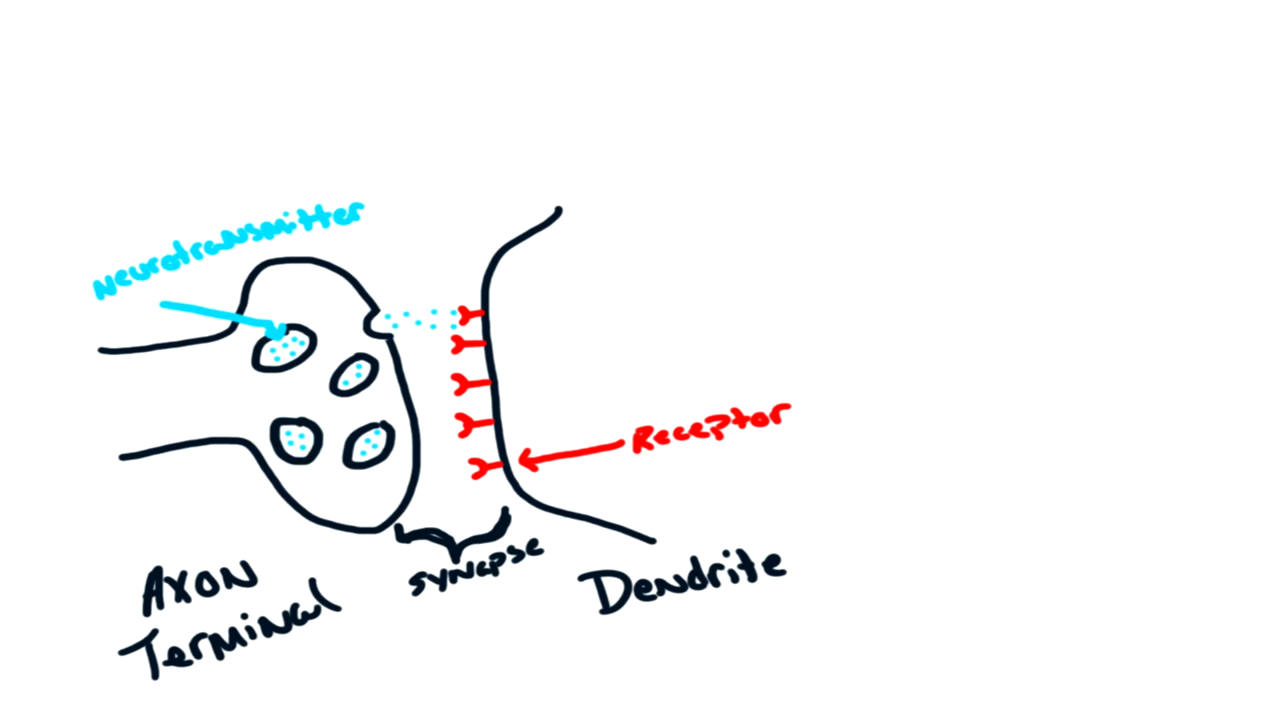 neurotransmitter
Receptor
synapse
Dendrite
Axon
Terminal